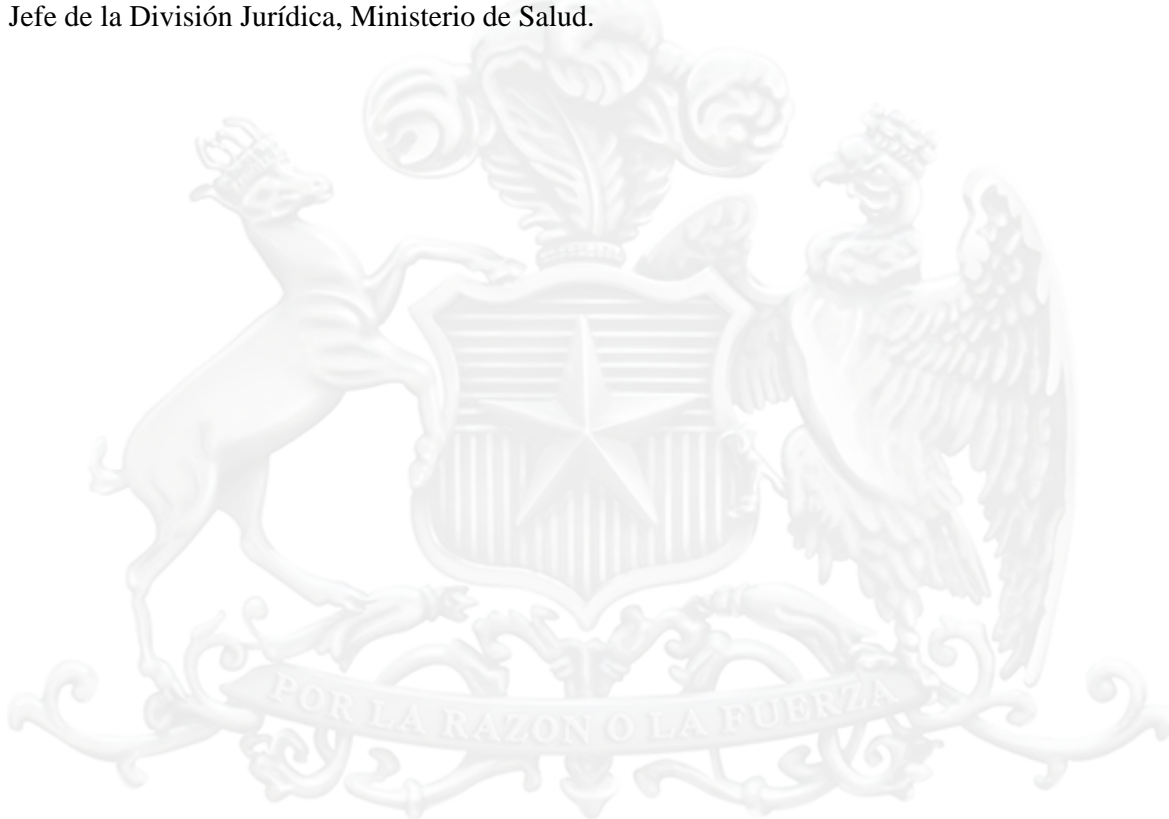 Jefe de la División Jurídica, Ministerio de Salud.
POR LA RAZON O LA FUERZA